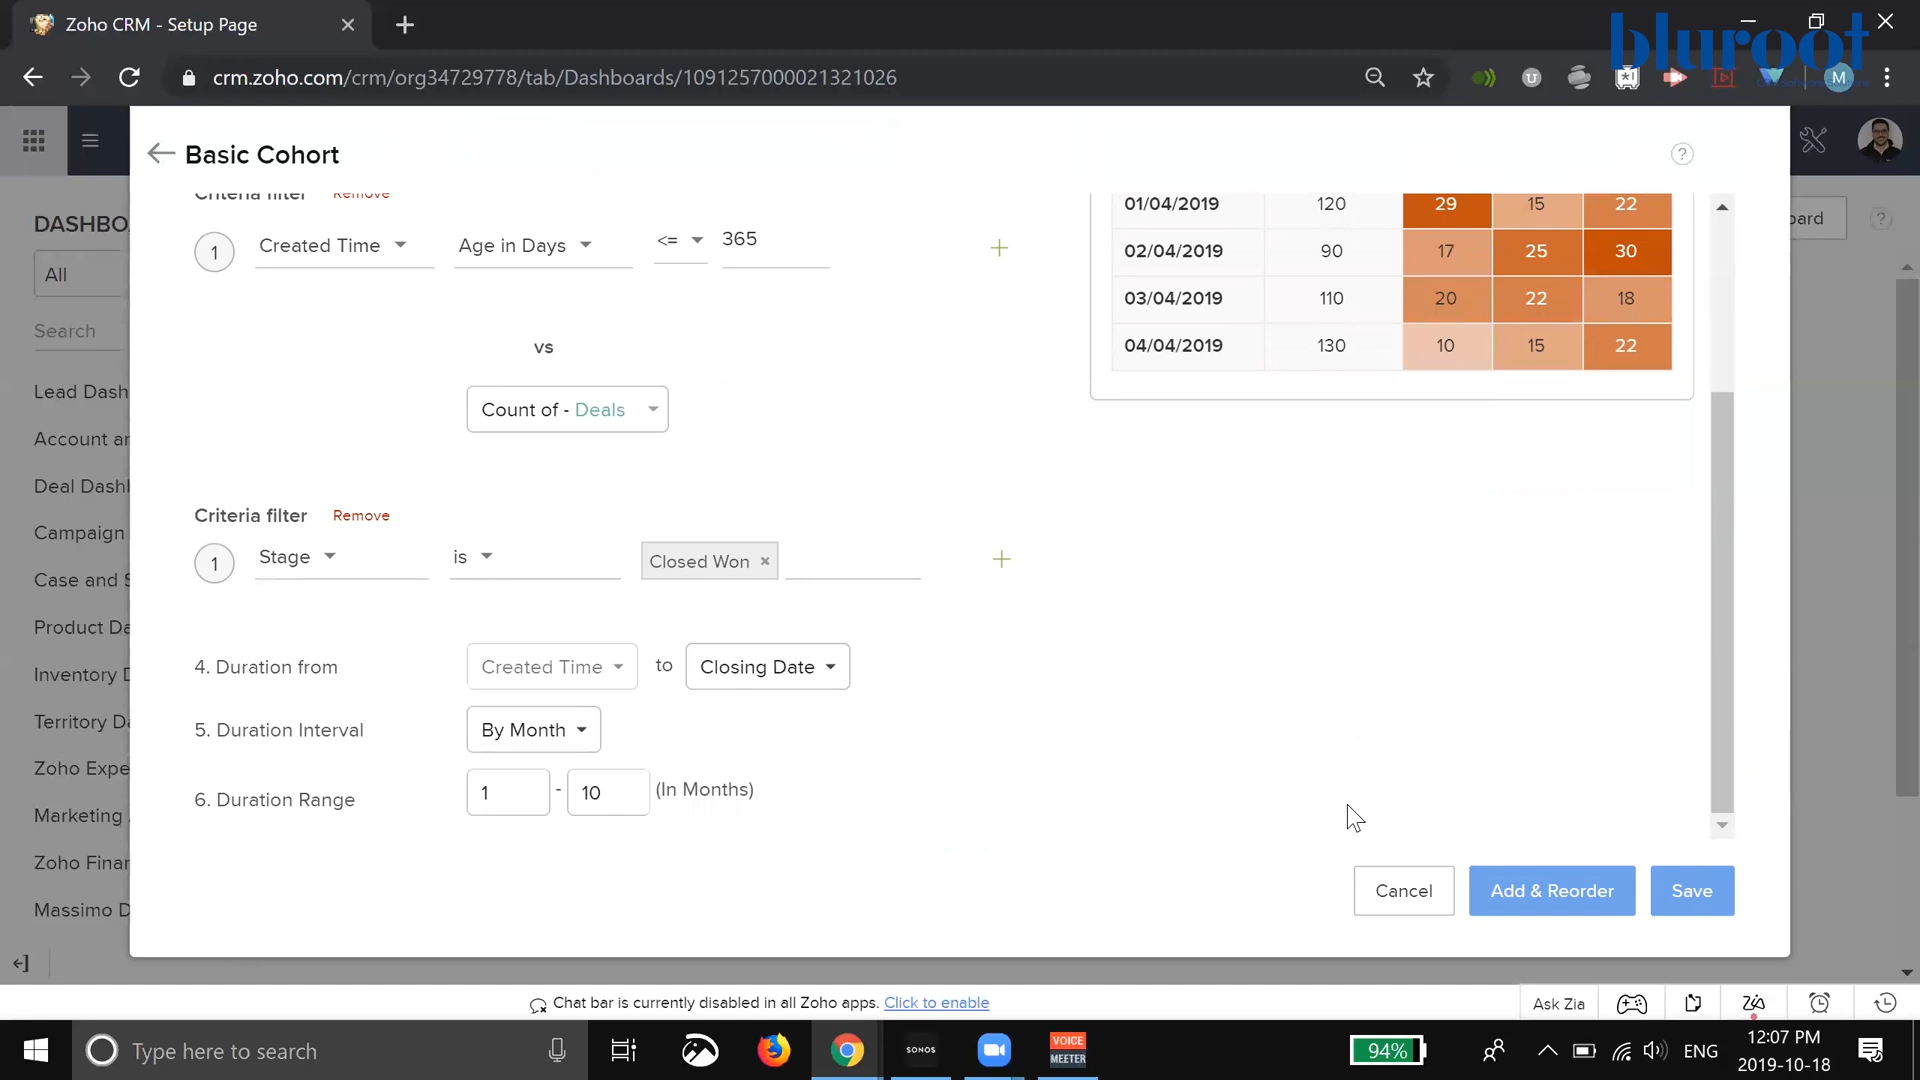 Zoho CRM - Setup Page
bluroot
crm.zoho.com/crm/org34729778/tab/Dashboards/1091257000021321026
M
Basic Cohort
?
DASHBO
All
Search
Lead Dash
Account an
Deal Dashb
Campaign
Case and S
Product Da
Inventory D
Territory Da
Zoho Expe
Marketing
Zoho Finan
Massimo D
oard
?
Criteria filter Remove
1 Created Time Age in Days <= 365 +
vs
Count of - Deals
Criteria filter Remove
1 Stage is Closed Won × +
4. Duration from Created Time to Closing Date
5. Duration Interval By Month
6. Duration Range 1 - 10 (In Months)
01/04/2019 120 29 15 22
02/04/2019 90 17 25 30
03/04/2019 110 20 22 18
04/04/2019 130 10 15 22
Cancel Add & Reorder Save
Chat bar is currently disabled in all Zoho apps. Click to enable
Ask Zia
Type here to search
SONOS
VOICE
MEETER
94%
ENG
12:07 PM
2019-10-18